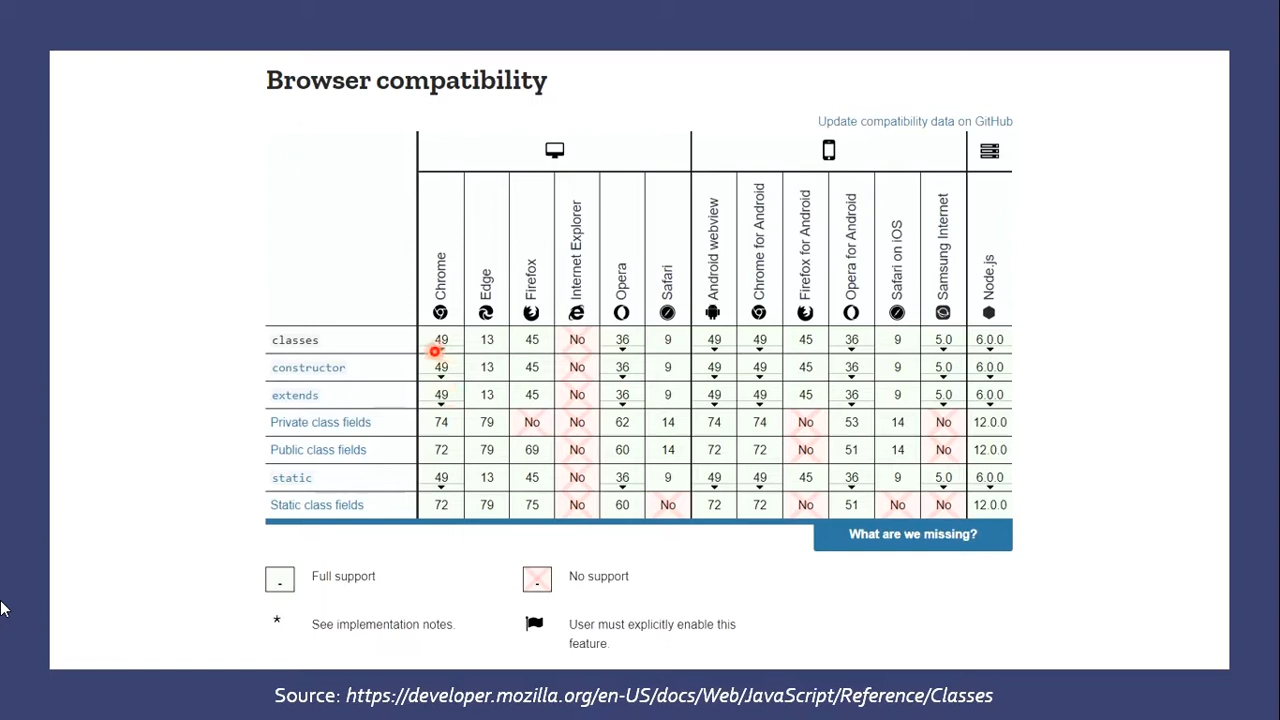 Browser compatibility
Update compatibility data on GitHub
Chrome Edge Firefox Internet Explorer Opera Safari Android webview Chrome for Android Firefox for Android Opera for Android Safari on iOS Samsung Internet Node.js
classes 49 13 45 No 36 9 49 49 45 36 9 5.0 6.0.0
constructor 49 13 45 No 36 9 49 49 45 36 9 5.0 6.0.0
extends 49 13 45 No 36 9 49 49 45 36 9 5.0 6.0.0
Private class fields 74 79 No No 62 14 74 74 No 53 14 No 12.0.0
Public class fields 72 79 69 No 60 14 72 72 No 51 14 No 12.0.0
static 49 13 45 No 36 9 49 49 45 36 9 5.0 6.0.0
Static class fields 72 79 75 No 60 No 72 72 No 51 No No 12.0.0
What are we missing?
Full support
No support
* See implementation notes.
User must explicitly enable this
feature.
Source: https://developer.mozilla.org/en-US/docs/Web/JavaScript/Reference/Classes